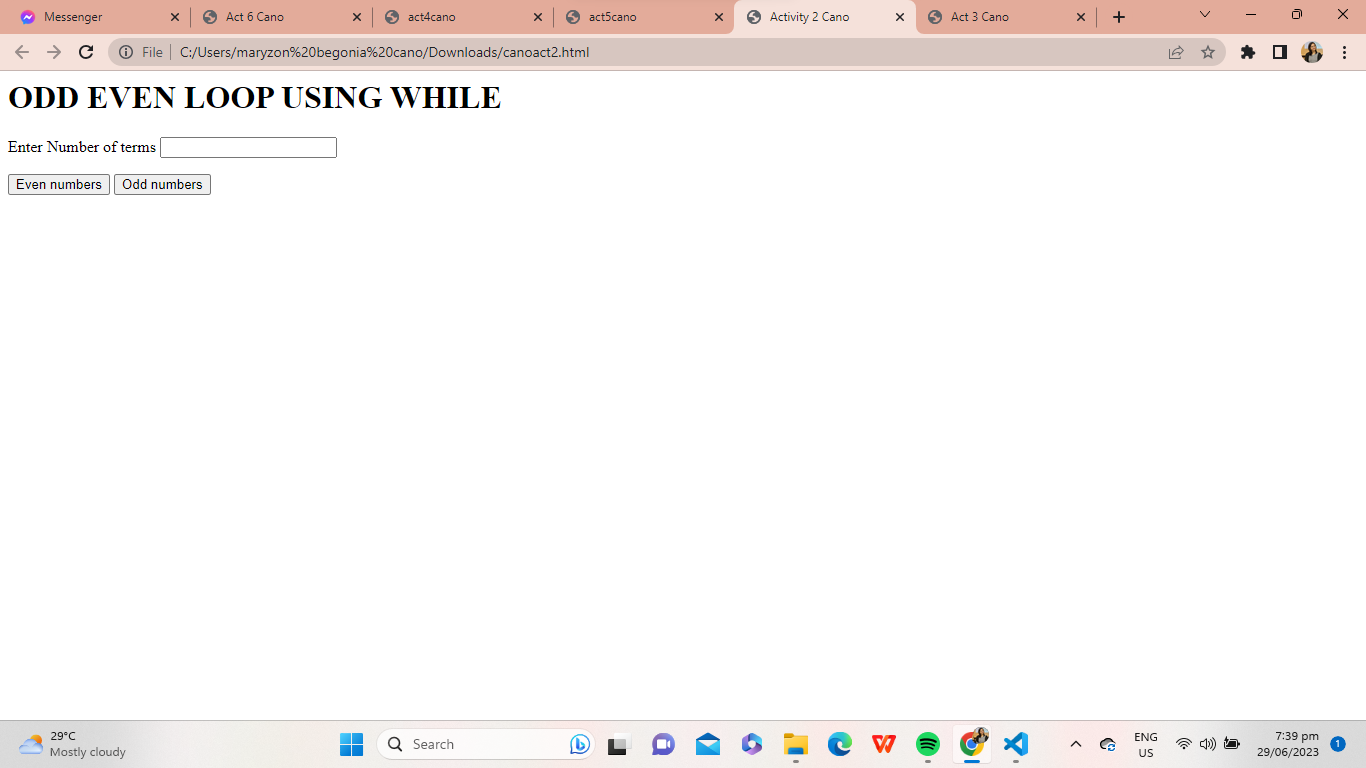 Messenger
Act 6 Cano
act4cano
act5cano
Activity 2 Cano
Act 3 Cano
File
C:/Users/maryzon%20begonia%20cano/Downloads/canoact2.html
ODD EVEN LOOP USING WHILE
Enter Number of terms
Even numbers Odd numbers
29°C
Mostly cloudy
Search
ENG
US
7:39 pm
29/06/2023
1